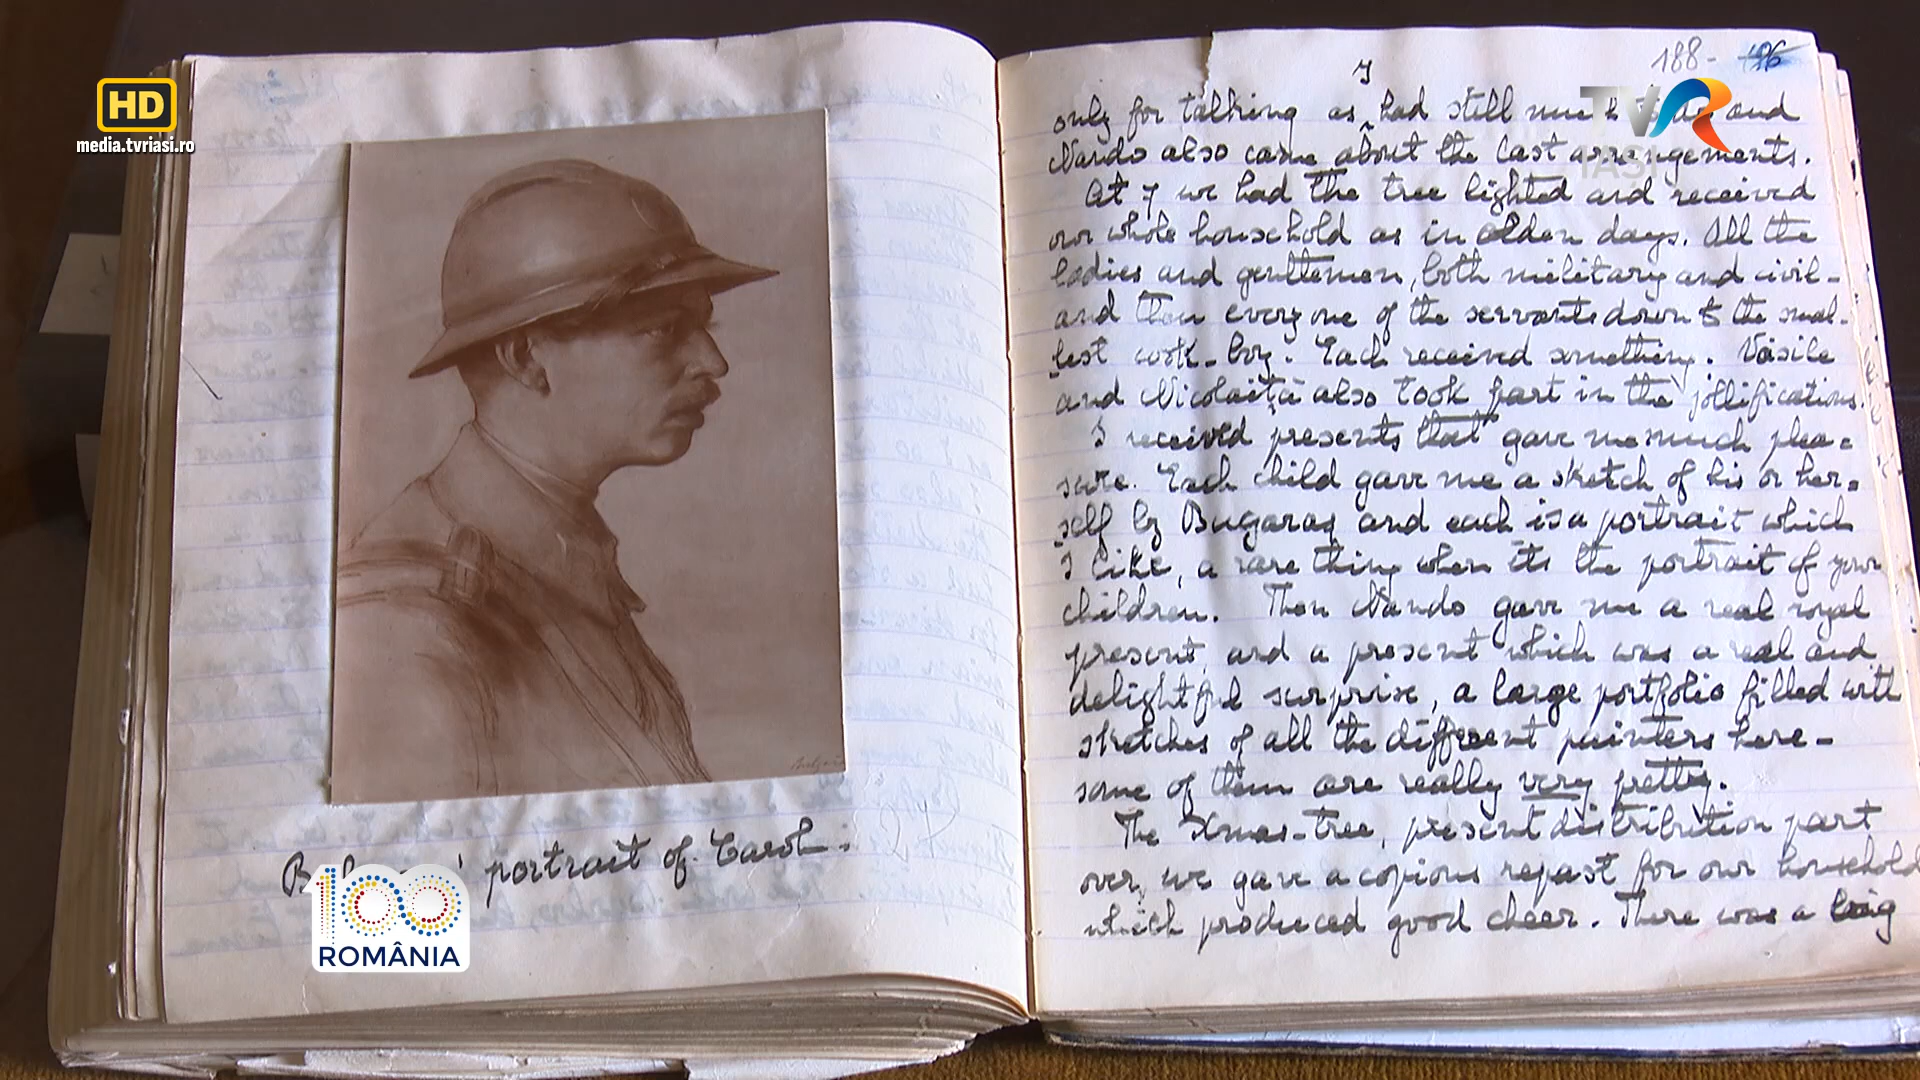 HD
media.tvriasi.ro
TVR
IASI
portrait of Carol.
100
ROMÂNIA
188-
I
only for talking as had still much and
Nando also came about the last arrangements.
At 7 we had the tree lighted and received
our whole household as in olden days. All the
ladies and gentlemen, both military and civil -
and then every one of the servants down to the smal-
lest cook-boy. Each received something. Vasile
and Nicolaiță also took part in the jollifications.
I received presents that gave me much plea-
sure. Each child gave me a sketch of his or her-
self by Bulgaras and each is a portrait which
I like, a rare thing when its the portrait of your
children. Then Nando gave me a real royal
present, and a present which was a real and
delightful surprise, a large portfolio filled with
sketches of all the different painters here -
some of them are really very pretty.
The Xmas-tree, present distribution part
over, we gave a copious repast for our household
which produced good cheer. There was a